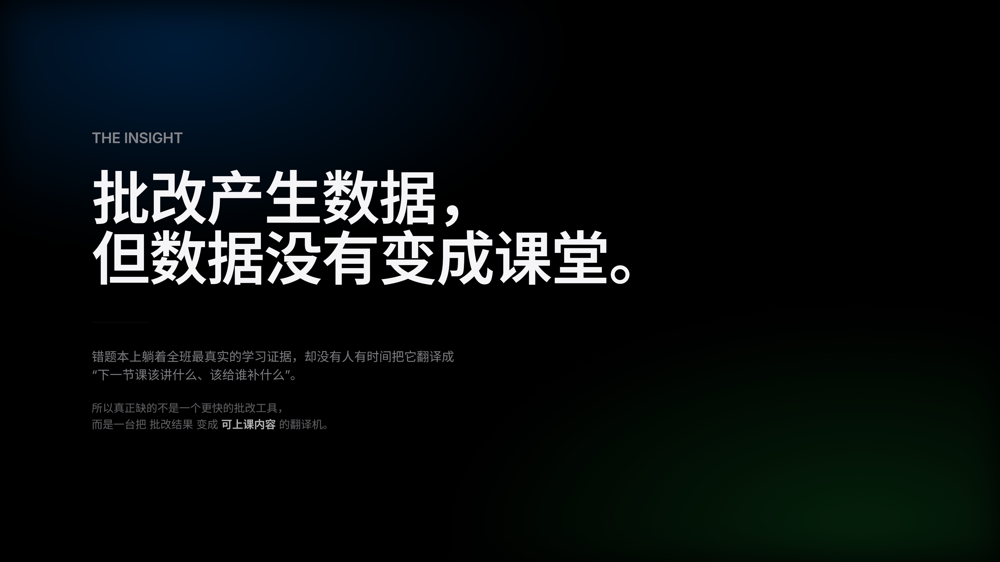 THE INSIGHT
批改产生数据，
但数据没有变成课堂。
错题本上躺着全班最真实的学习证据，却没有人有时间把它翻译成
“下一节课该讲什么、该给谁补什么”。
所以真正缺的不是一个更快的批改工具，
而是一台把 批改结果 变成 可上课内容 的翻译机。